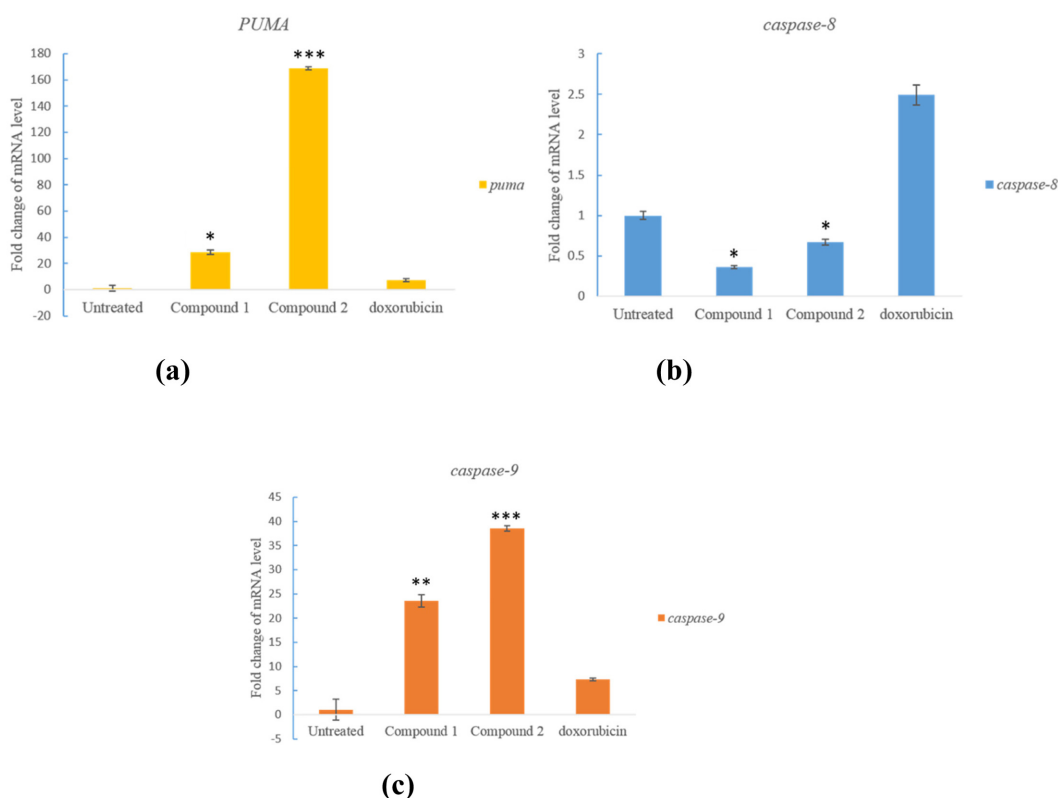 PUMA
180
160
140
120
100
80
60
40
20
0
-20
Fold change of mRNA level
***
*
Untreated Compound 1 Compound 2 doxorubicin
puma
(a)
caspase-8
3
2.5
2
1.5
1
0.5
0
Fold change of mRNA level
*
*
Untreated Compound 1 Compound 2 doxorubicin
caspase-8
(b)
caspase-9
45
40
35
30
25
20
15
10
5
0
-5
Fold change of mRNA level
***
**
Untreated Compound 1 Compound 2 doxorubicin
caspase-9
(c)